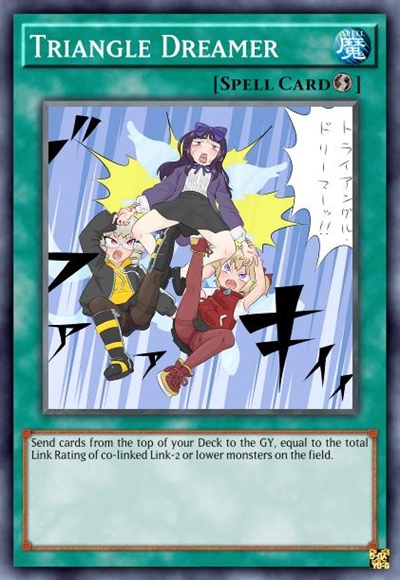 Triangle Dreamer
SPELL
魔
[Spell Card]
トライアングル・
ドリーマーッ!!
Send cards from the top of your Deck to the GY, equal to the total
Link Rating of co-linked Link-2 or lower monsters on the field.